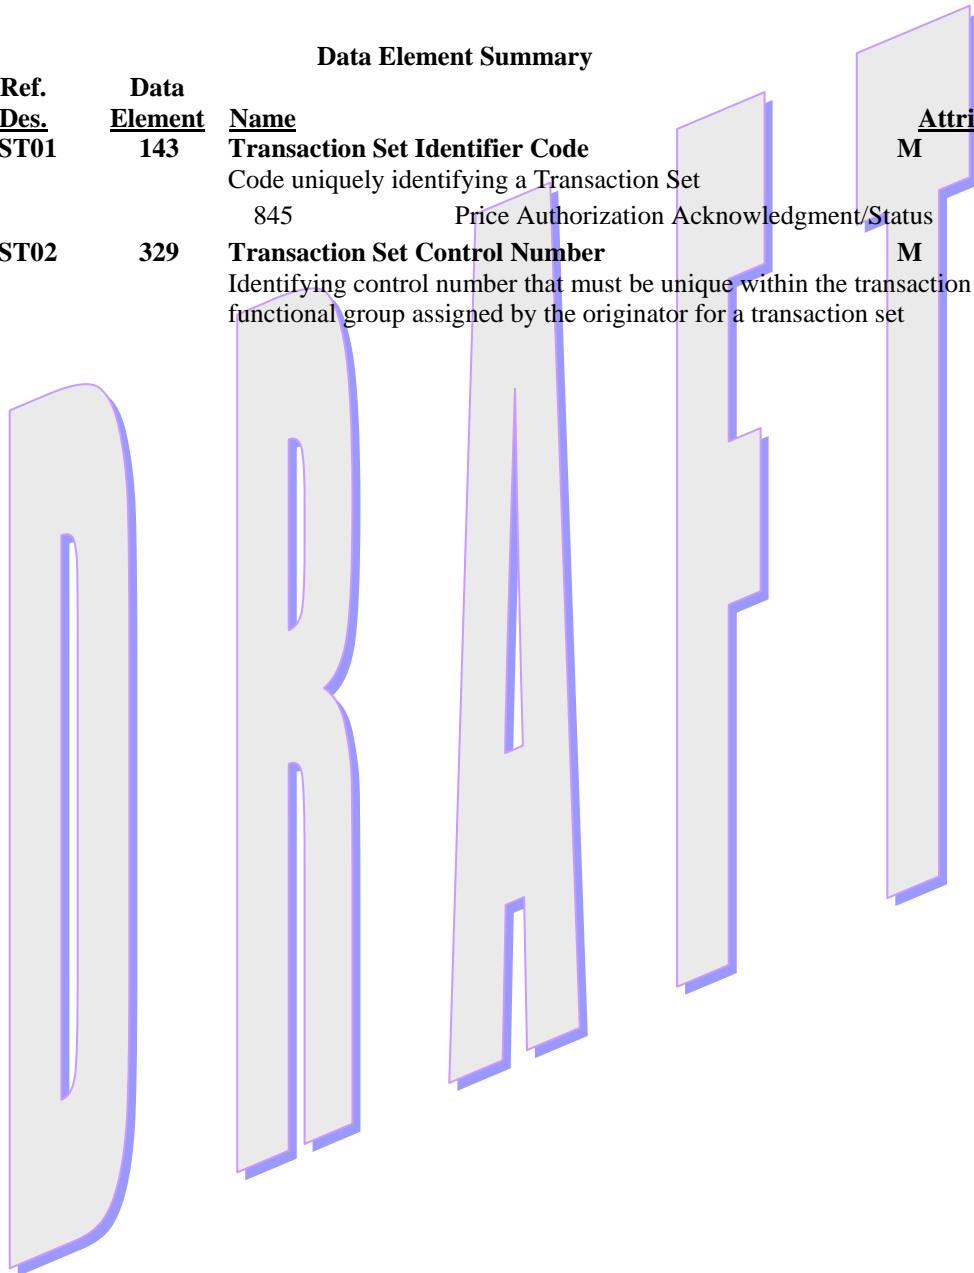 Data Element Summary
Ref. Data
Des. Element Name Attri
ST01 143 Transaction Set Identifier Code M
Code uniquely identifying a Transaction Set
845 Price Authorization Acknowledgment/Status
ST02 329 Transaction Set Control Number M
Identifying control number that must be unique within the transaction
functional group assigned by the originator for a transaction set
DRAFT